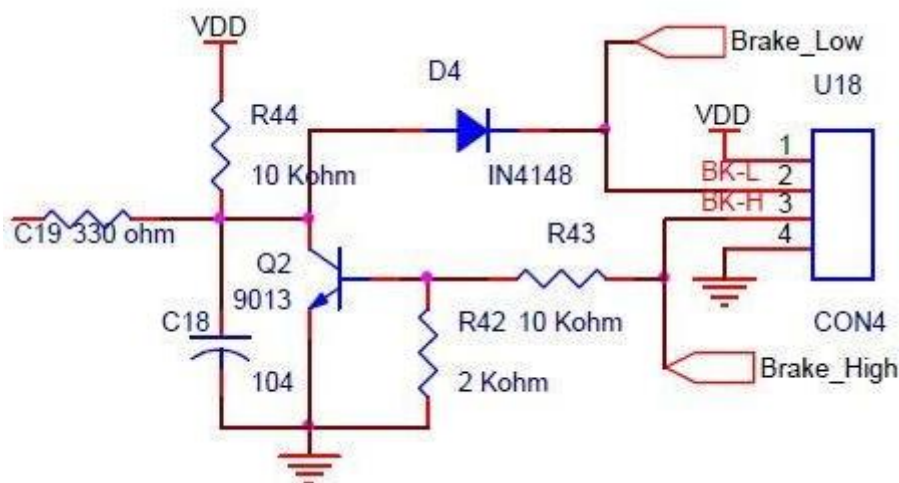 VDD
Brake_Low
D4
U18
R44
VDD
1
10 Kohm
IN4148
BK-L
2
BK-H
3
C19 330 ohm
R43
4
Q2
9013
C18
R42 10 Kohm
CON4
104
2 Kohm
Brake_High